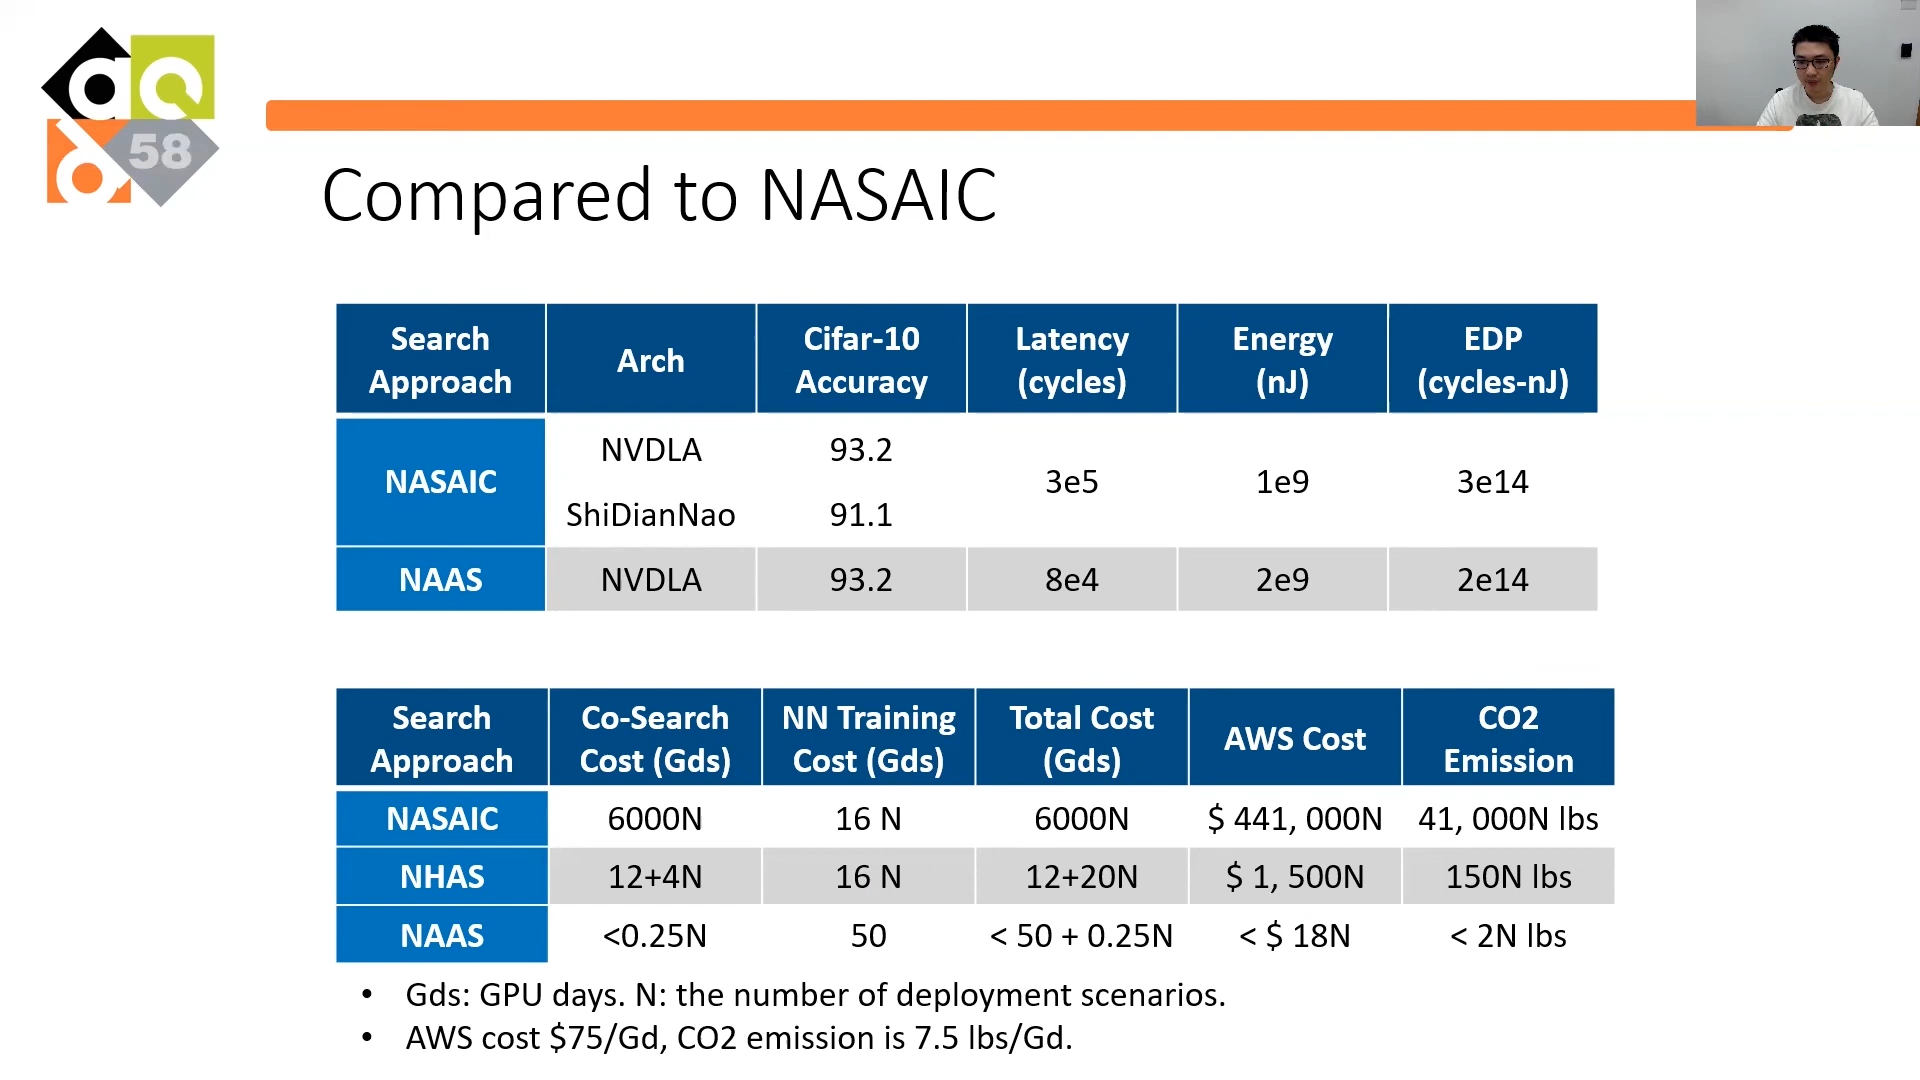 58
Compared to NASAIC
Search Approach Arch Cifar-10 Accuracy Latency (cycles) Energy (nJ) EDP (cycles-nJ)
NASAIC NVDLA 93.2 3e5 1e9 3e14
ShiDianNao 91.1
NAAS NVDLA 93.2 8e4 2e9 2e14
Search Approach Co-Search Cost (Gds) NN Training Cost (Gds) Total Cost (Gds) AWS Cost CO2 Emission
NASAIC 6000N 16 N 6000N $ 441, 000N 41, 000N lbs
NHAS 12+4N 16 N 12+20N $ 1, 500N 150N lbs
NAAS <0.25N 50 < 50 + 0.25N < $ 18N < 2N lbs
• Gds: GPU days. N: the number of deployment scenarios.
• AWS cost $75/Gd, CO2 emission is 7.5 lbs/Gd.